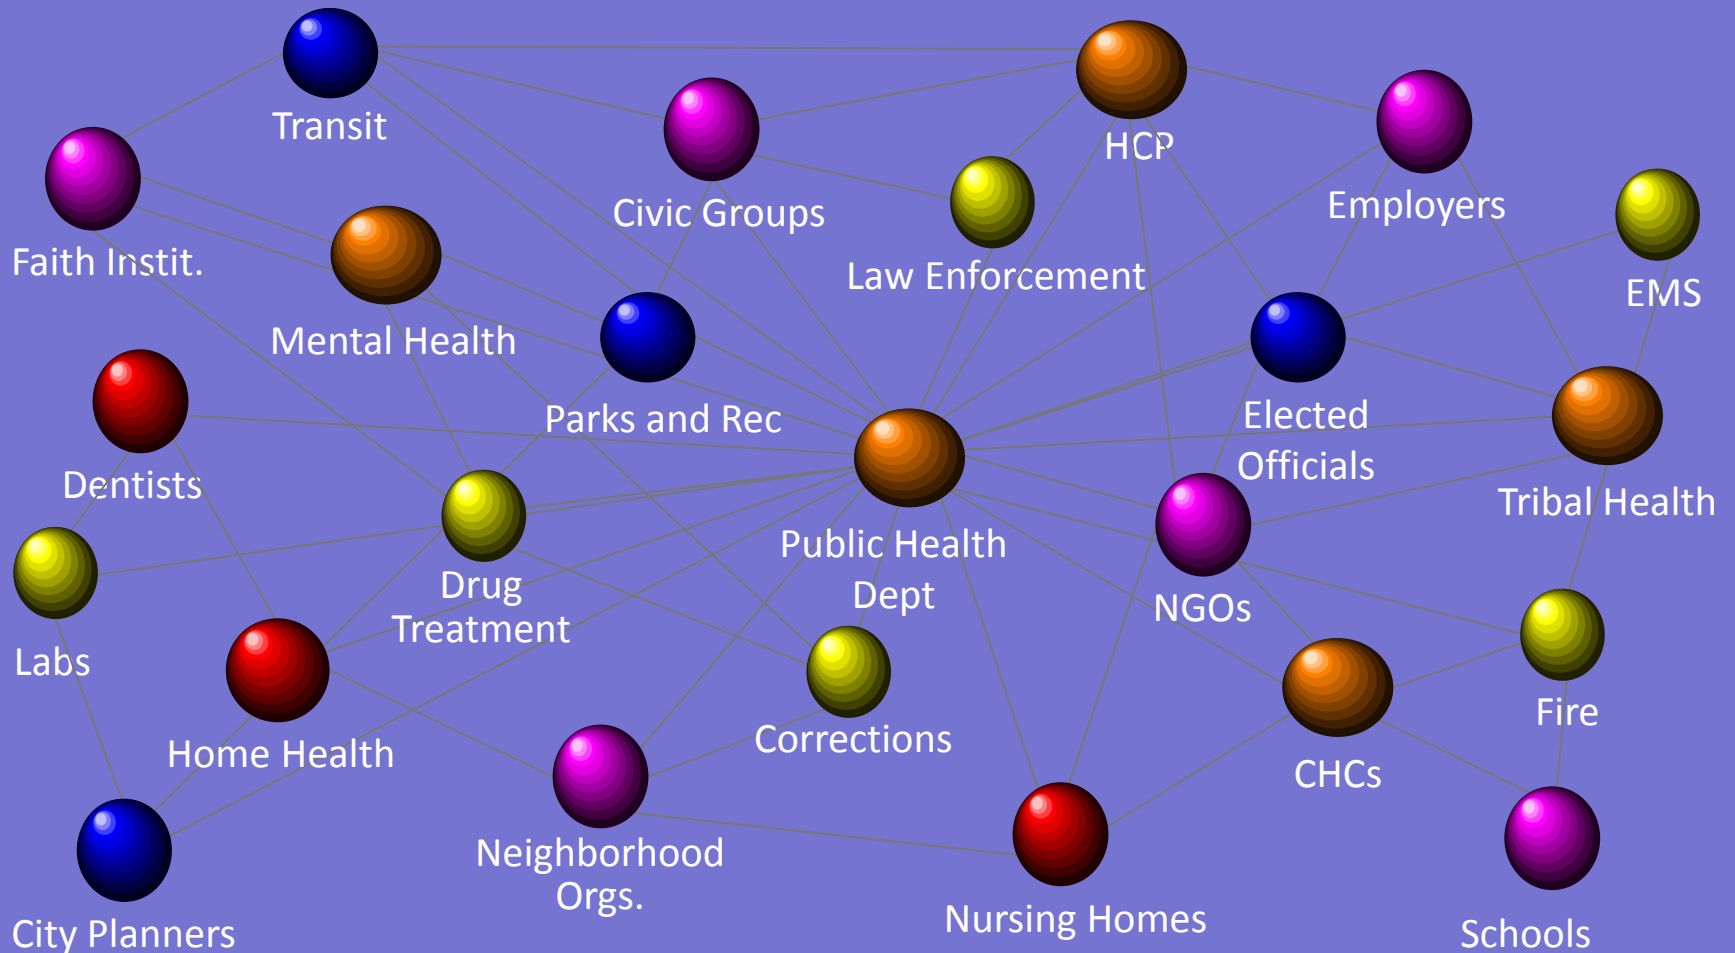 Transit
HCP
Civic Groups
Employers
Faith Instit.
Law Enforcement
EMS
Mental Health
Parks and Rec
Elected
Officials
Dentists
Tribal Health
Public Health
Dept
Drug
Treatment
NGOs
Labs
Home Health
Corrections
Fire
CHCs
Neighborhood
Orgs.
Nursing Homes
City Planners
Schools